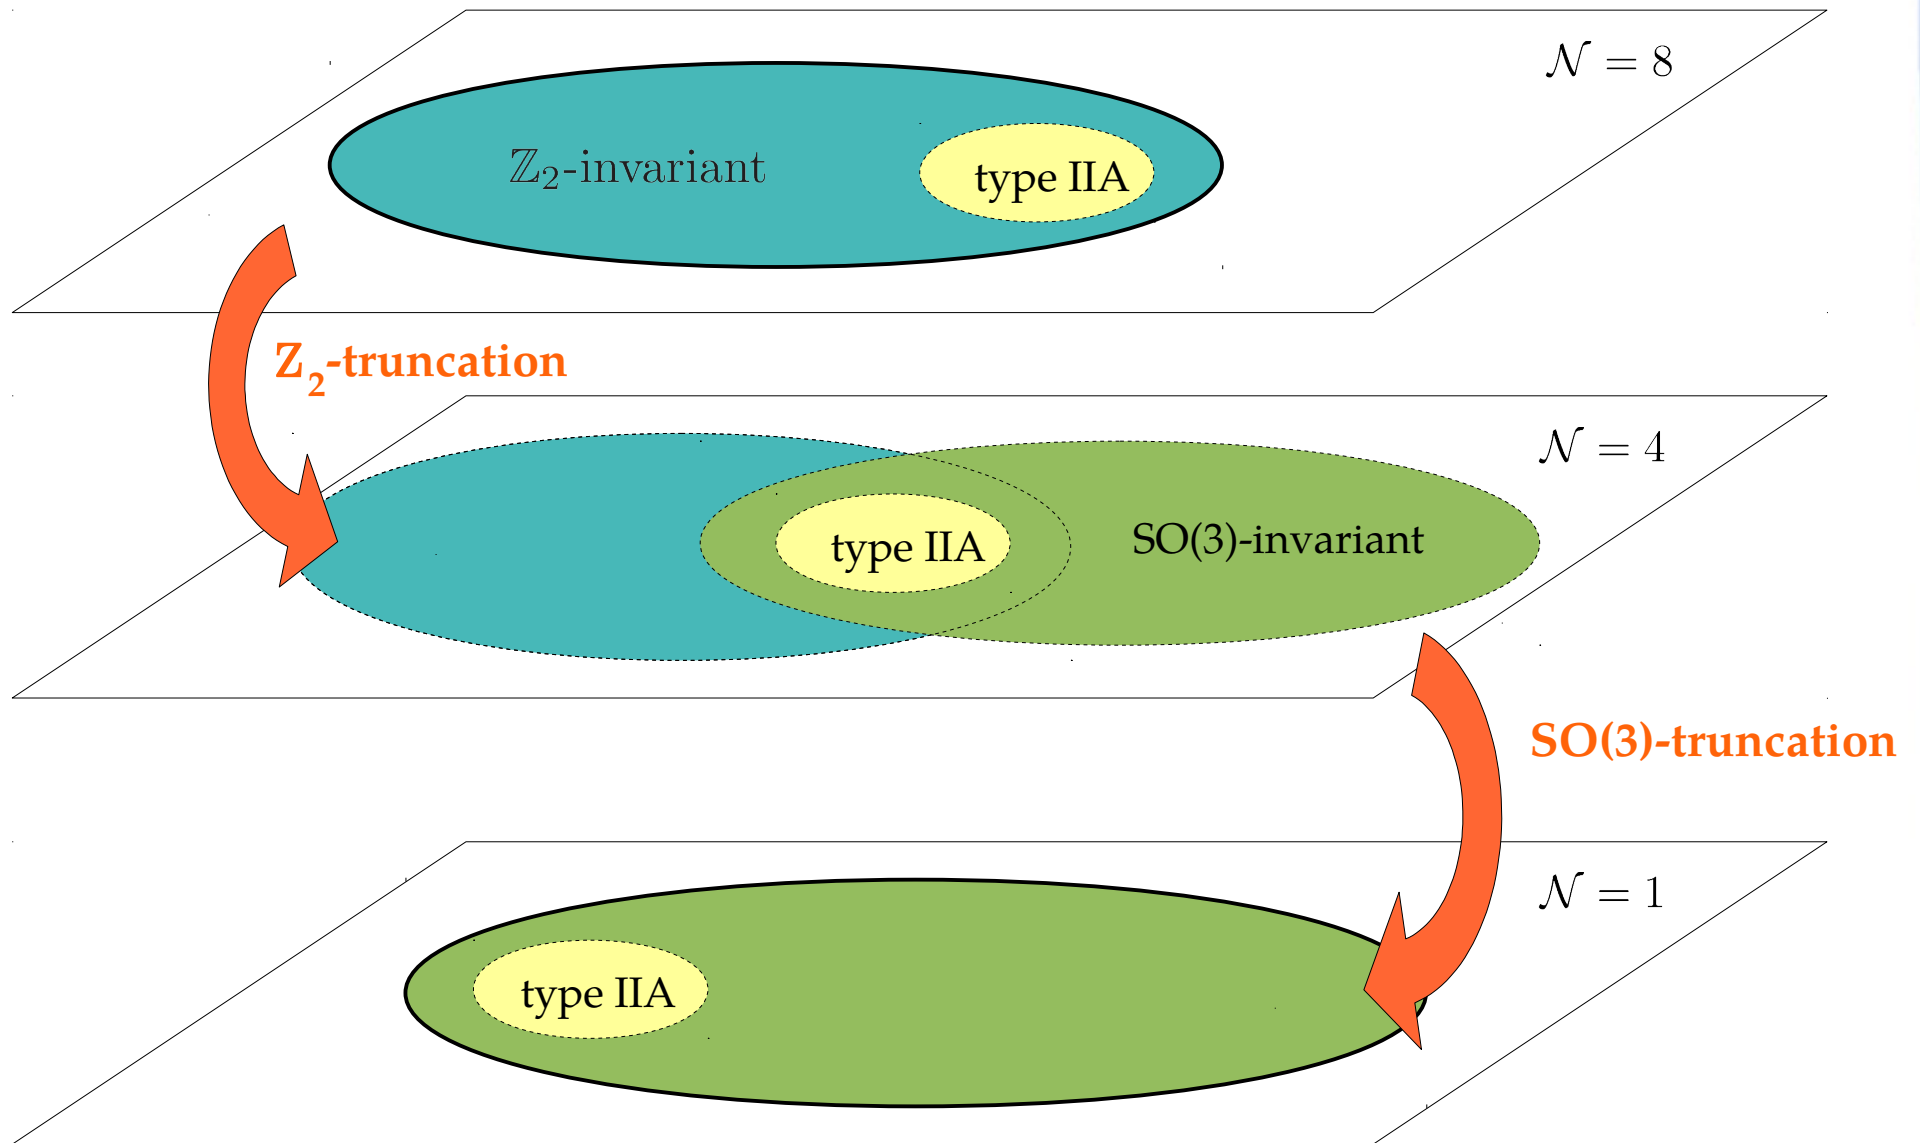 𝒩 = 8
ℤ₂-invariant
type IIA
Z₂-truncation
𝒩 = 4
type IIA
SO(3)-invariant
SO(3)-truncation
𝒩 = 1
type IIA